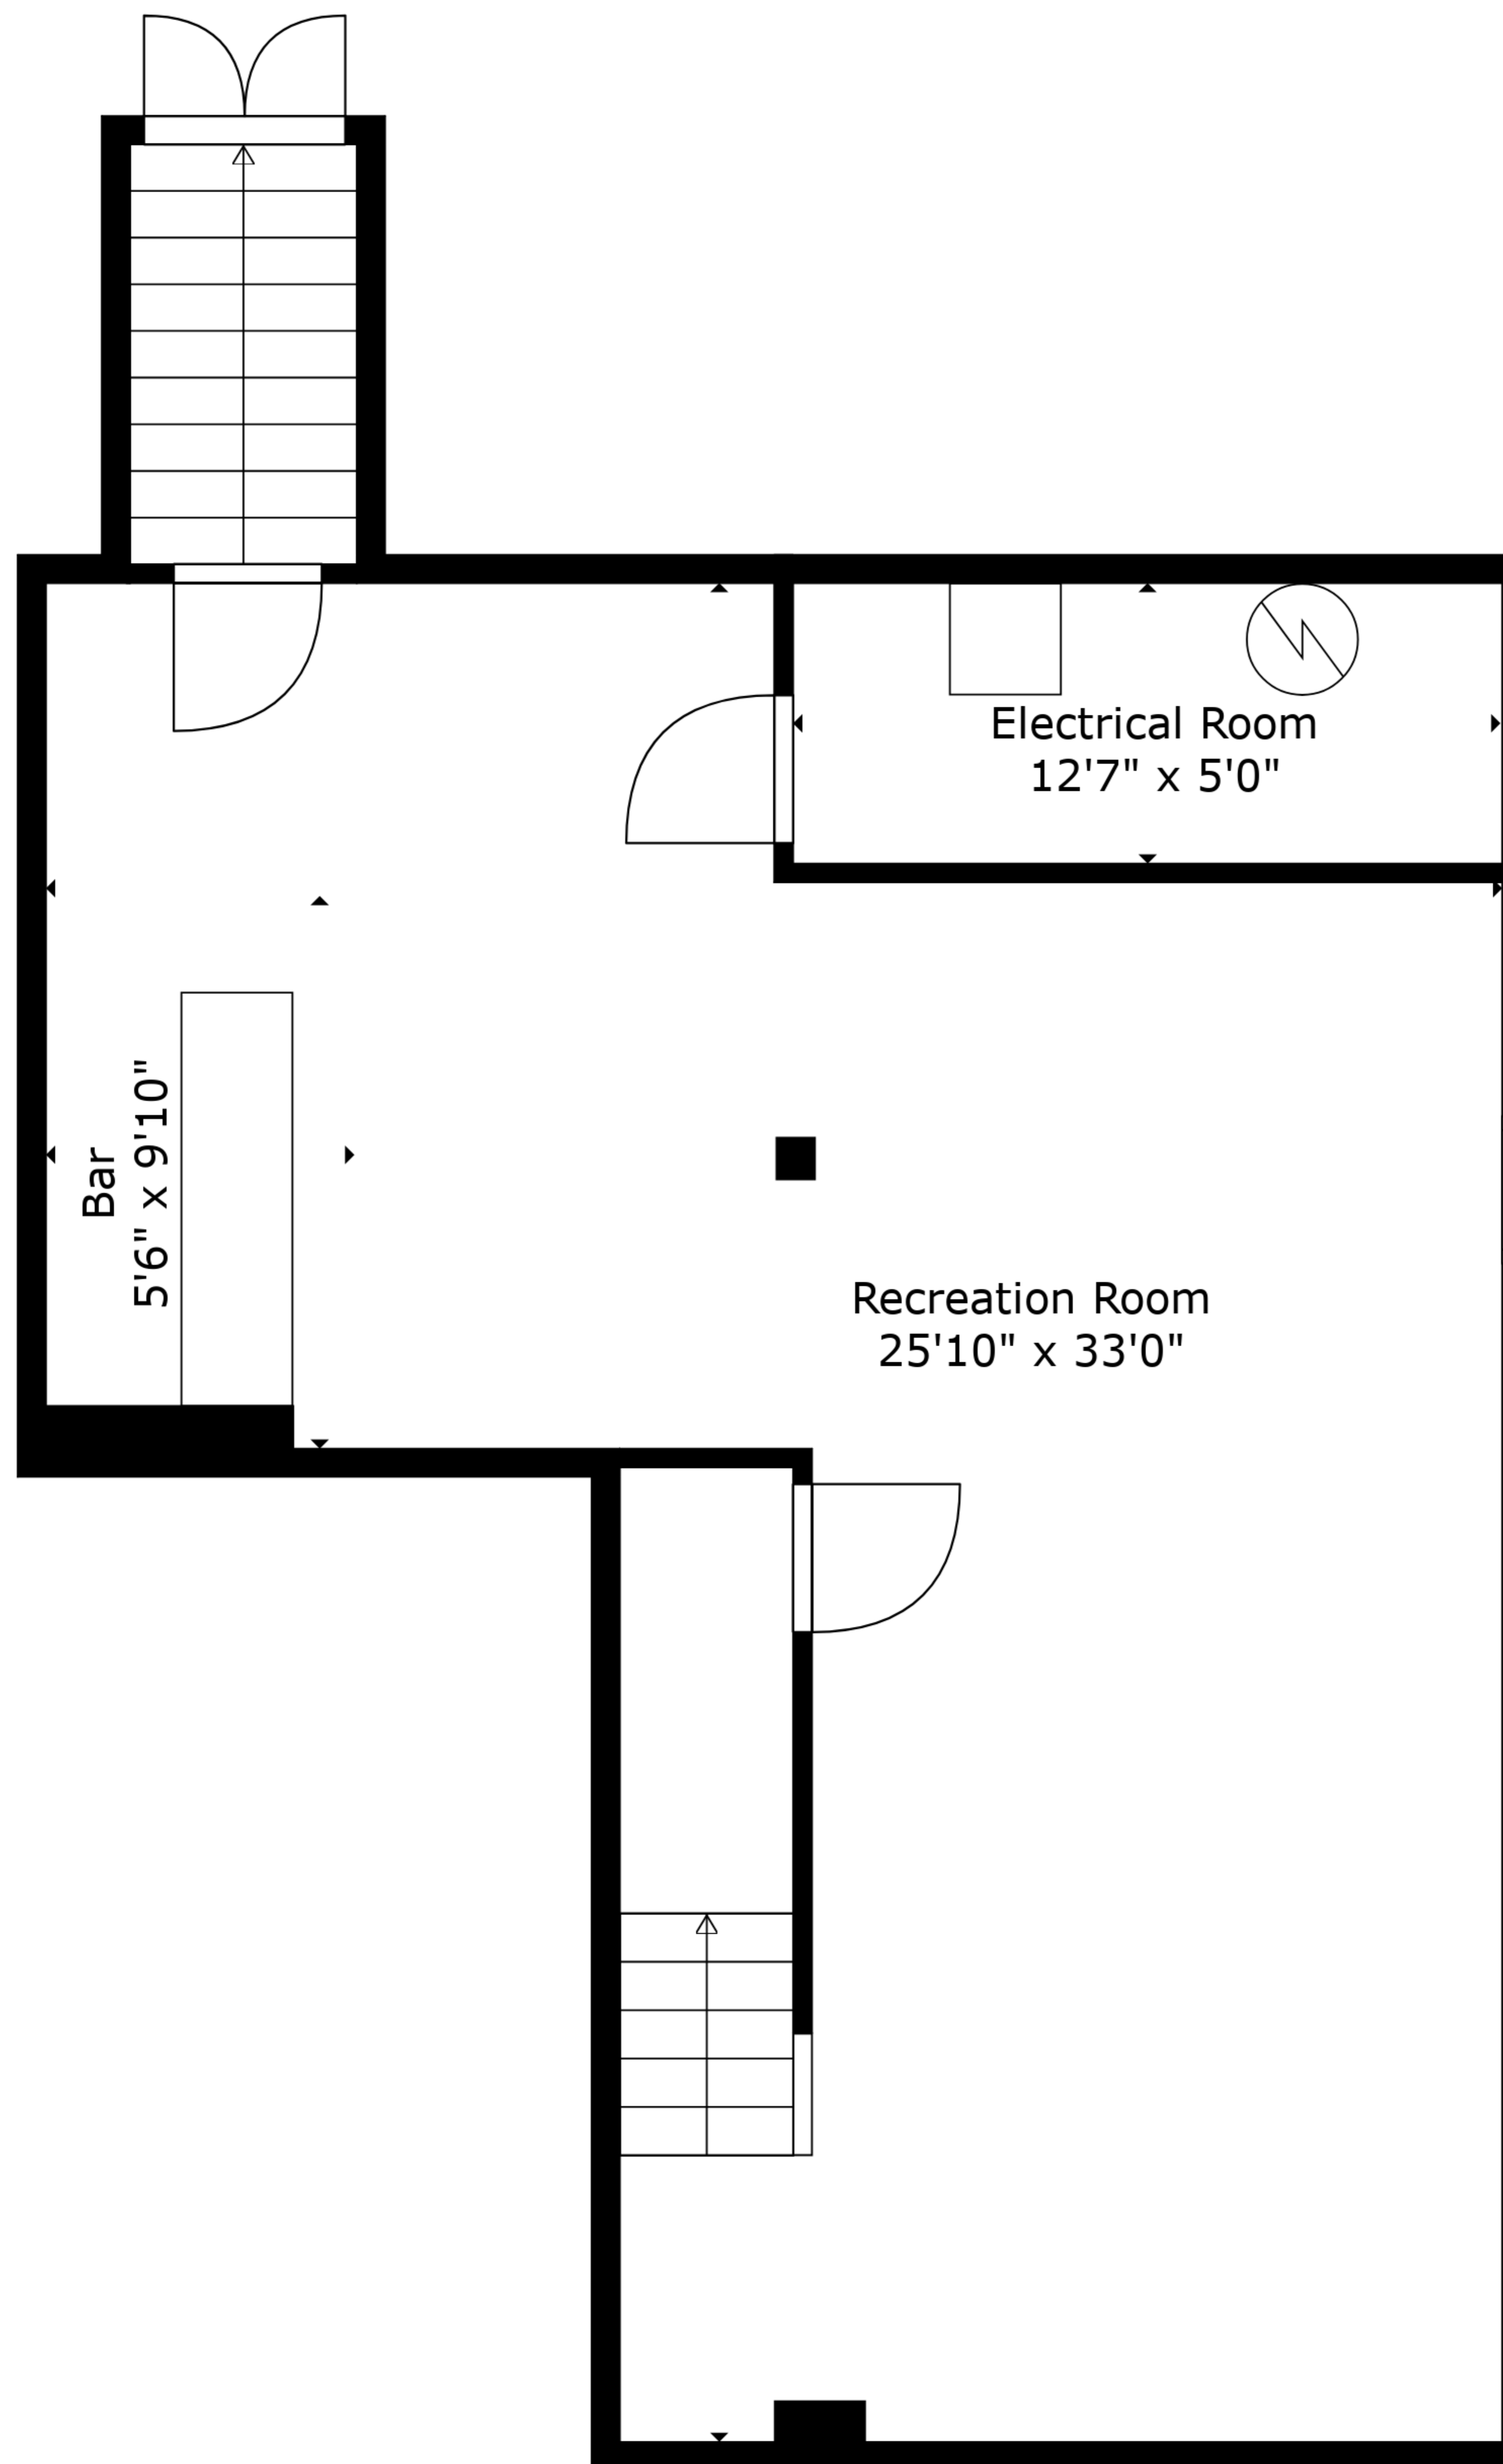 Electrical Room
12'7" x 5'0"
Bar
5'6" x 9'10"
Recreation Room
25'10" x 33'0"